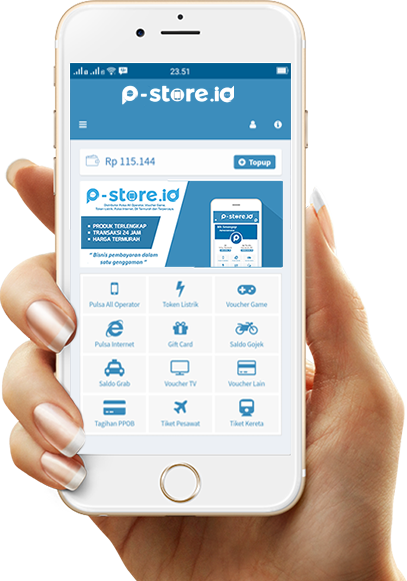 23.51
p-store.id
Rp 115.144
Topup
p-store.id
PRODUK TERLENGKAP
TRANSAKSI 24 JAM
HARGA TERMURAH
" Bisnis pembayaran dalam
satu genggaman "
p-store.id
Pulsa All Operator
Token Listrik
Voucher Game
Pulsa Internet
Gift Card
Saldo Gojek
Saldo Grab
Voucher TV
Voucher Lain
Tagihan PPDB
Tiket Pesawat
Tiket Kereta